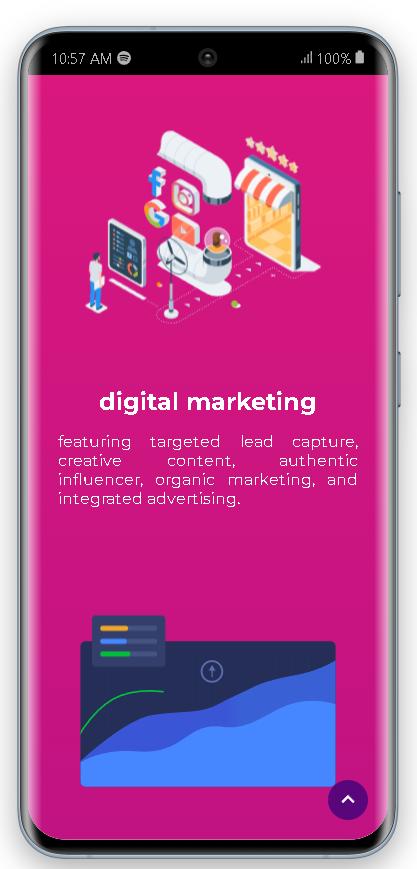 10:57 AM
100%
digital marketing
featuring targeted lead capture,
creative content, authentic
influencer, organic marketing, and
integrated advertising.